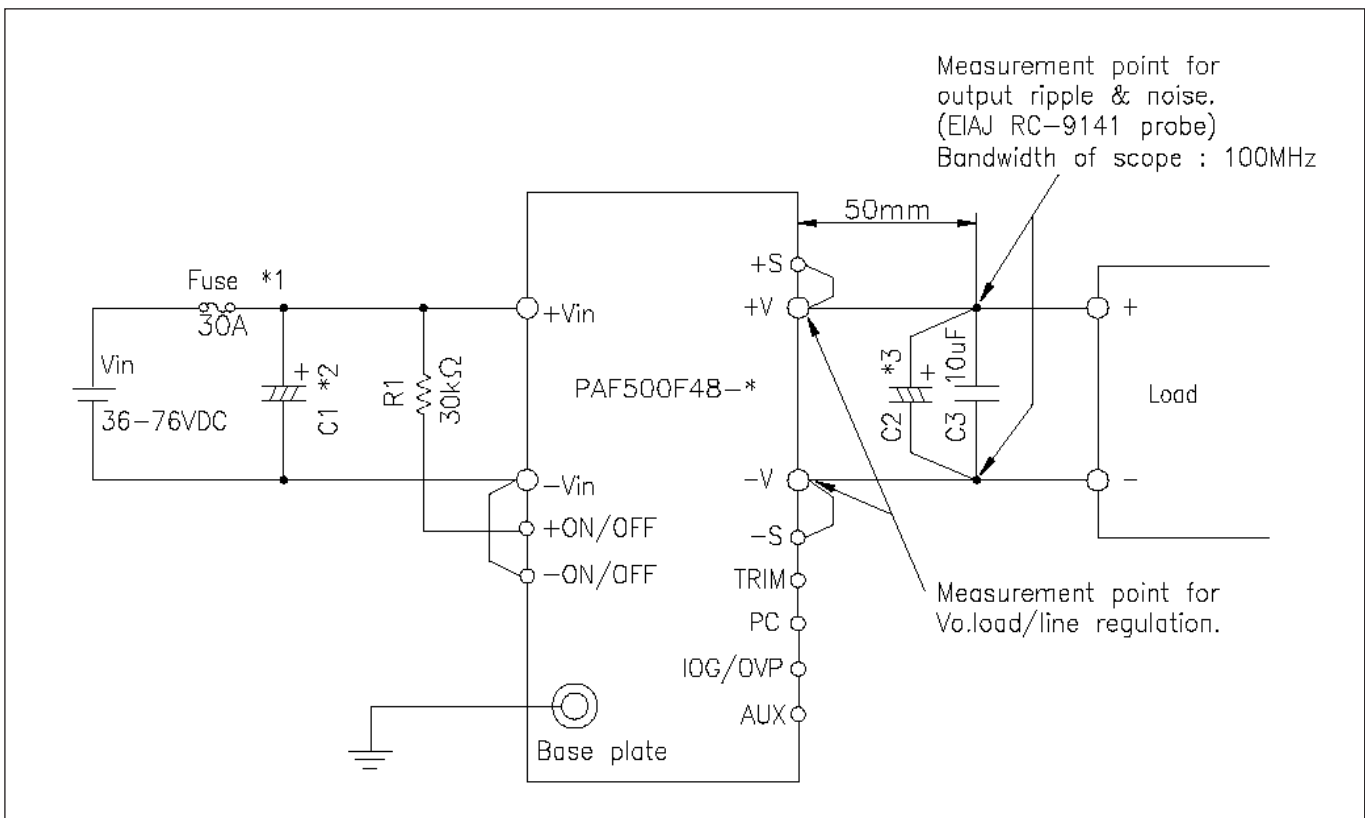 Measurement point for
output ripple & noise.
(EIAJ RC-9141 probe)
Bandwidth of scope : 100MHz
50mm
Fuse *1
30A
Vin
36-76VDC
C1 *2
+
R1
30kΩ
+Vin
-Vin
+ON/OFF
-ON/OFF
PAF500F48-*
Base plate
+S
+V
-V
-S
TRIM
PC
IOG/OVP
AUX
C2 *3
+
C3 10uF
+
Load
-
Measurement point for
Vo.load/line regulation.